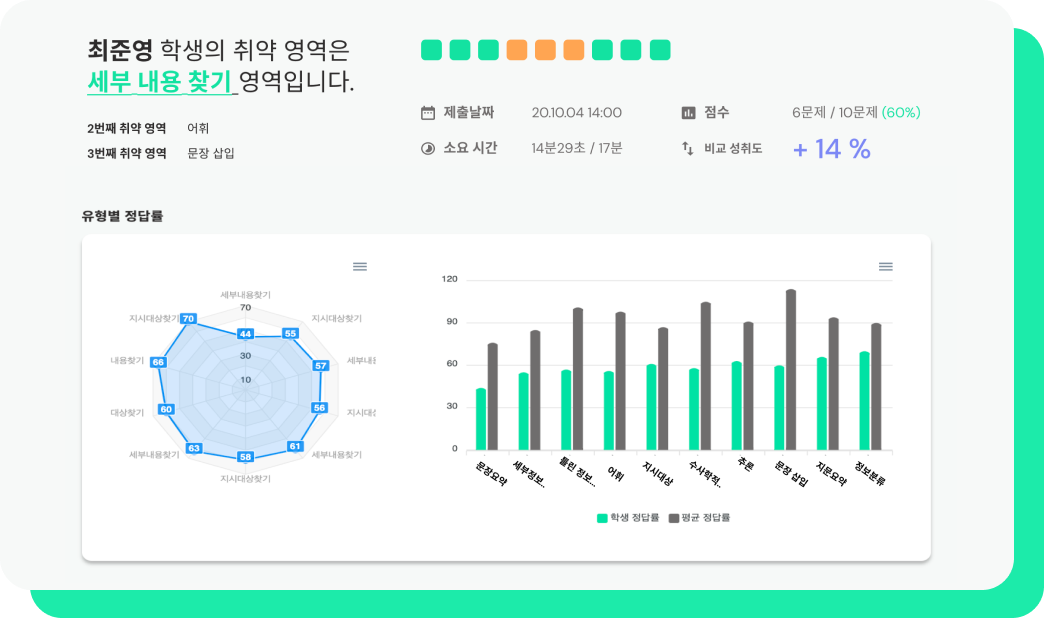 최준영 학생의 취약 영역은
세부 내용 찾기 영역입니다.
2번째 취약 영역 어휘
3번째 취약 영역 문장 삽입
제출날짜 20.10.04 14:00
점수 6문제 / 10문제 (60%)
소요 시간 14분29초 / 17분
비교 성취도 + 14 %
유형별 정답률
세부내용찾기
지시대상찾기
세부내용
지시대상
세부내용찾기
지시대상찾기
세부내용찾기
대상찾기
내용찾기
지시대상찾기
70
30
10
44
55
57
56
61
58
63
60
66
70
120
90
60
30
0
문장요약
세부정보..
틀린 정보...
어휘
지시대상
수사학적..
추론
문장 삽입
지문요약
정보분류
학생 정답률 평균 정답률